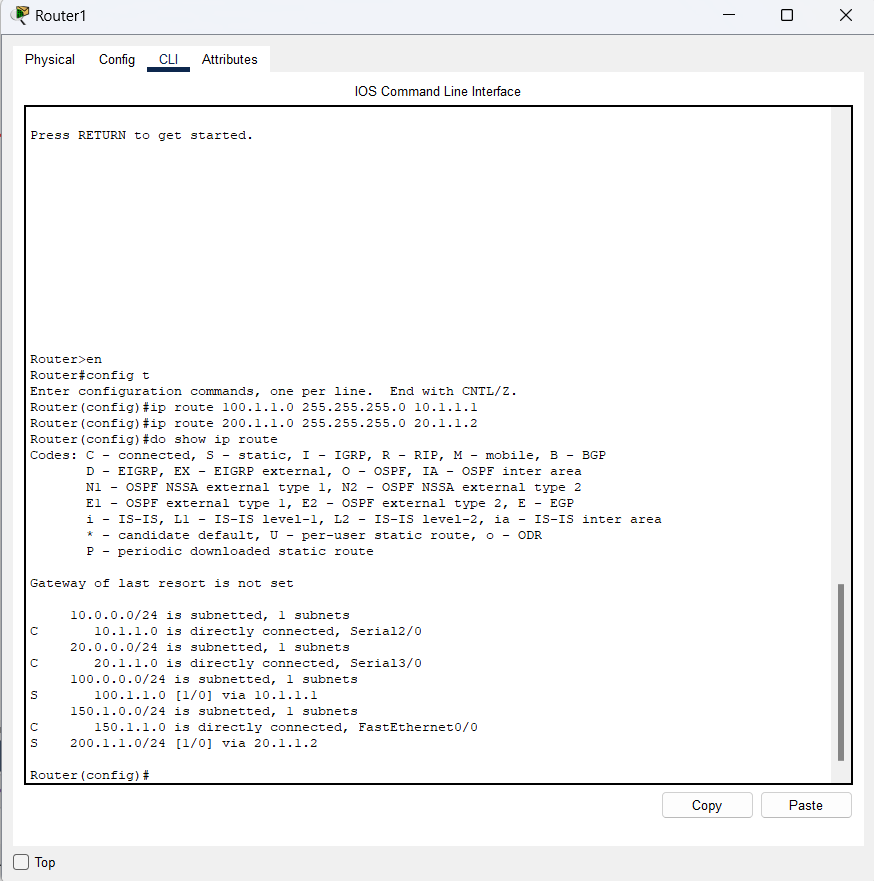 Router1
Physical Config CLI Attributes
IOS Command Line Interface
Press RETURN to get started.
Router>en
Router#config t
Enter configuration commands, one per line.  End with CNTL/Z.
Router(config)#ip route 100.1.1.0 255.255.255.0 10.1.1.1
Router(config)#ip route 200.1.1.0 255.255.255.0 20.1.1.2
Router(config)#do show ip route
Codes: C - connected, S - static, I - IGRP, R - RIP, M - mobile, B - BGP
       D - EIGRP, EX - EIGRP external, O - OSPF, IA - OSPF inter area
       N1 - OSPF NSSA external type 1, N2 - OSPF NSSA external type 2
       E1 - OSPF external type 1, E2 - OSPF external type 2, E - EGP
       i - IS-IS, L1 - IS-IS level-1, L2 - IS-IS level-2, ia - IS-IS inter area
       * - candidate default, U - per-user static route, o - ODR
       P - periodic downloaded static route
Gateway of last resort is not set
     10.0.0.0/24 is subnetted, 1 subnets
C       10.1.1.0 is directly connected, Serial2/0
     20.0.0.0/24 is subnetted, 1 subnets
C       20.1.1.0 is directly connected, Serial3/0
     100.0.0.0/24 is subnetted, 1 subnets
S       100.1.1.0 [1/0] via 10.1.1.1
     150.1.0.0/24 is subnetted, 1 subnets
C       150.1.1.0 is directly connected, FastEthernet0/0
S    200.1.1.0/24 [1/0] via 20.1.1.2
Router(config)#
Copy Paste
Top